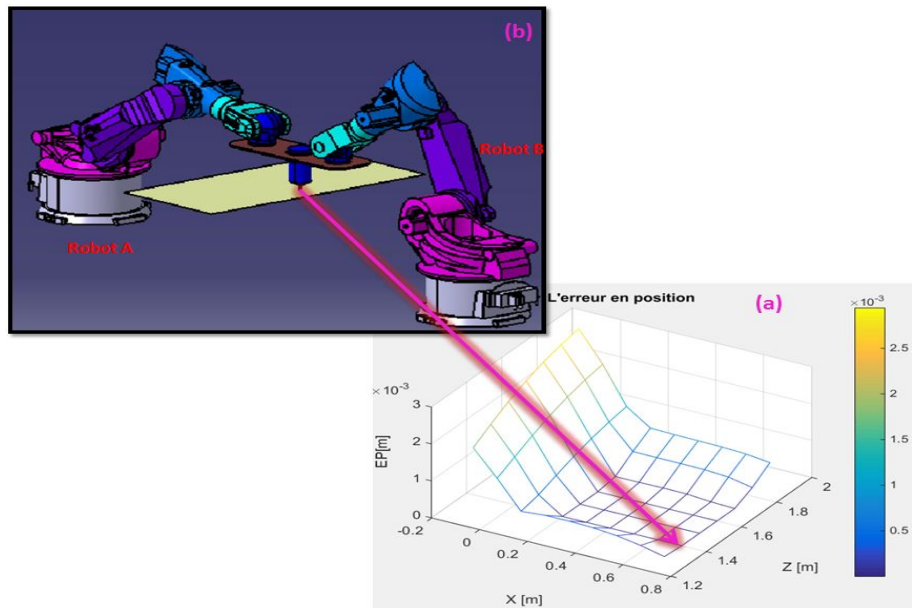 (b)
Robot B
Robot A
L'erreur en position
(a)
×10⁻³
2.5
2
1.5
1
0.5
×10⁻³
3
2
1
0
EP[m]
-0.2
0
0.2
0.4
0.6
0.8
X [m]
1.2
1.4
1.6
1.8
2
Z [m]